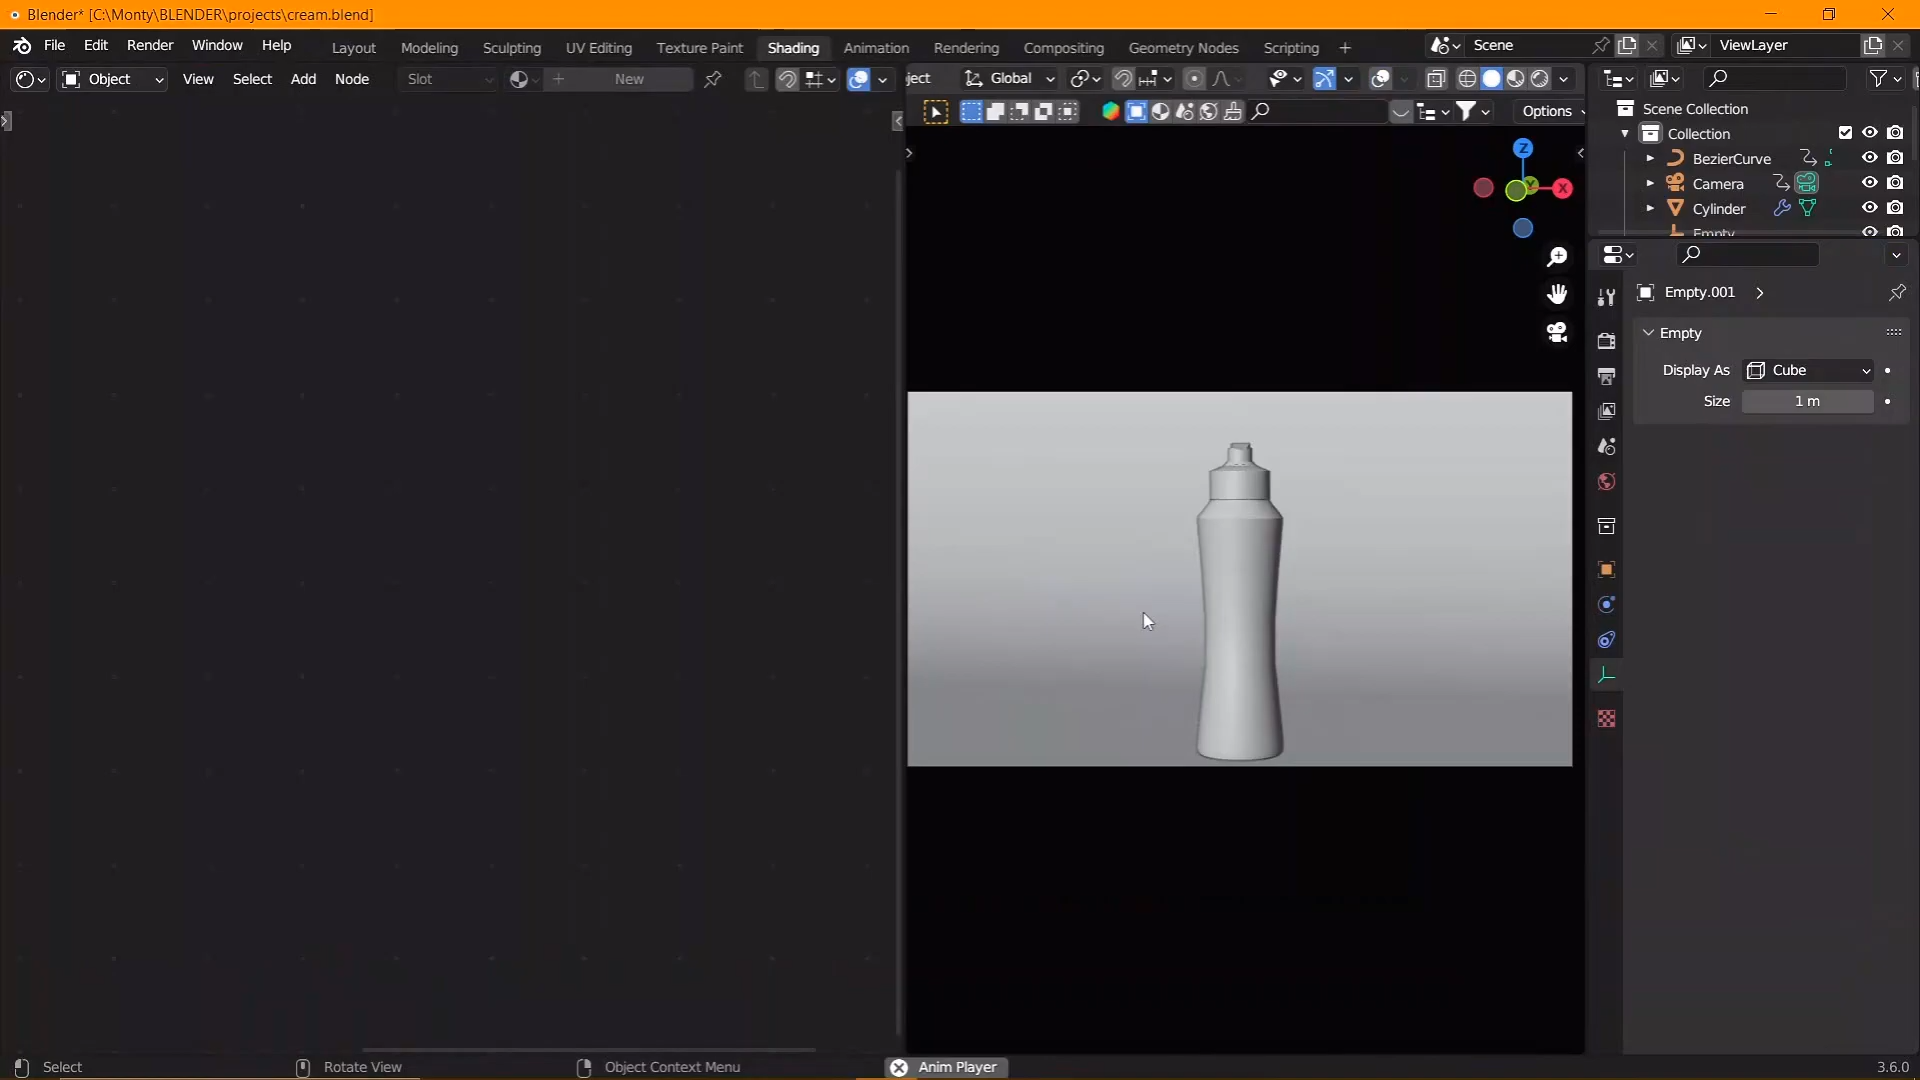 Blender* [C:\Monty\BLENDER\projects\cream.blend]
File Edit Render Window Help Layout Modeling Sculpting UV Editing Texture Paint Shading Animation Rendering Compositing Geometry Nodes Scripting + Scene ViewLayer
Object View Select Add Node Slot New ject Global
Options
Scene Collection
Collection
BezierCurve
Camera
Cylinder
Empty
Z
Y
X
Empty.001
Empty
Display As Cube
Size 1 m
Select Rotate View Object Context Menu Anim Player 3.6.0